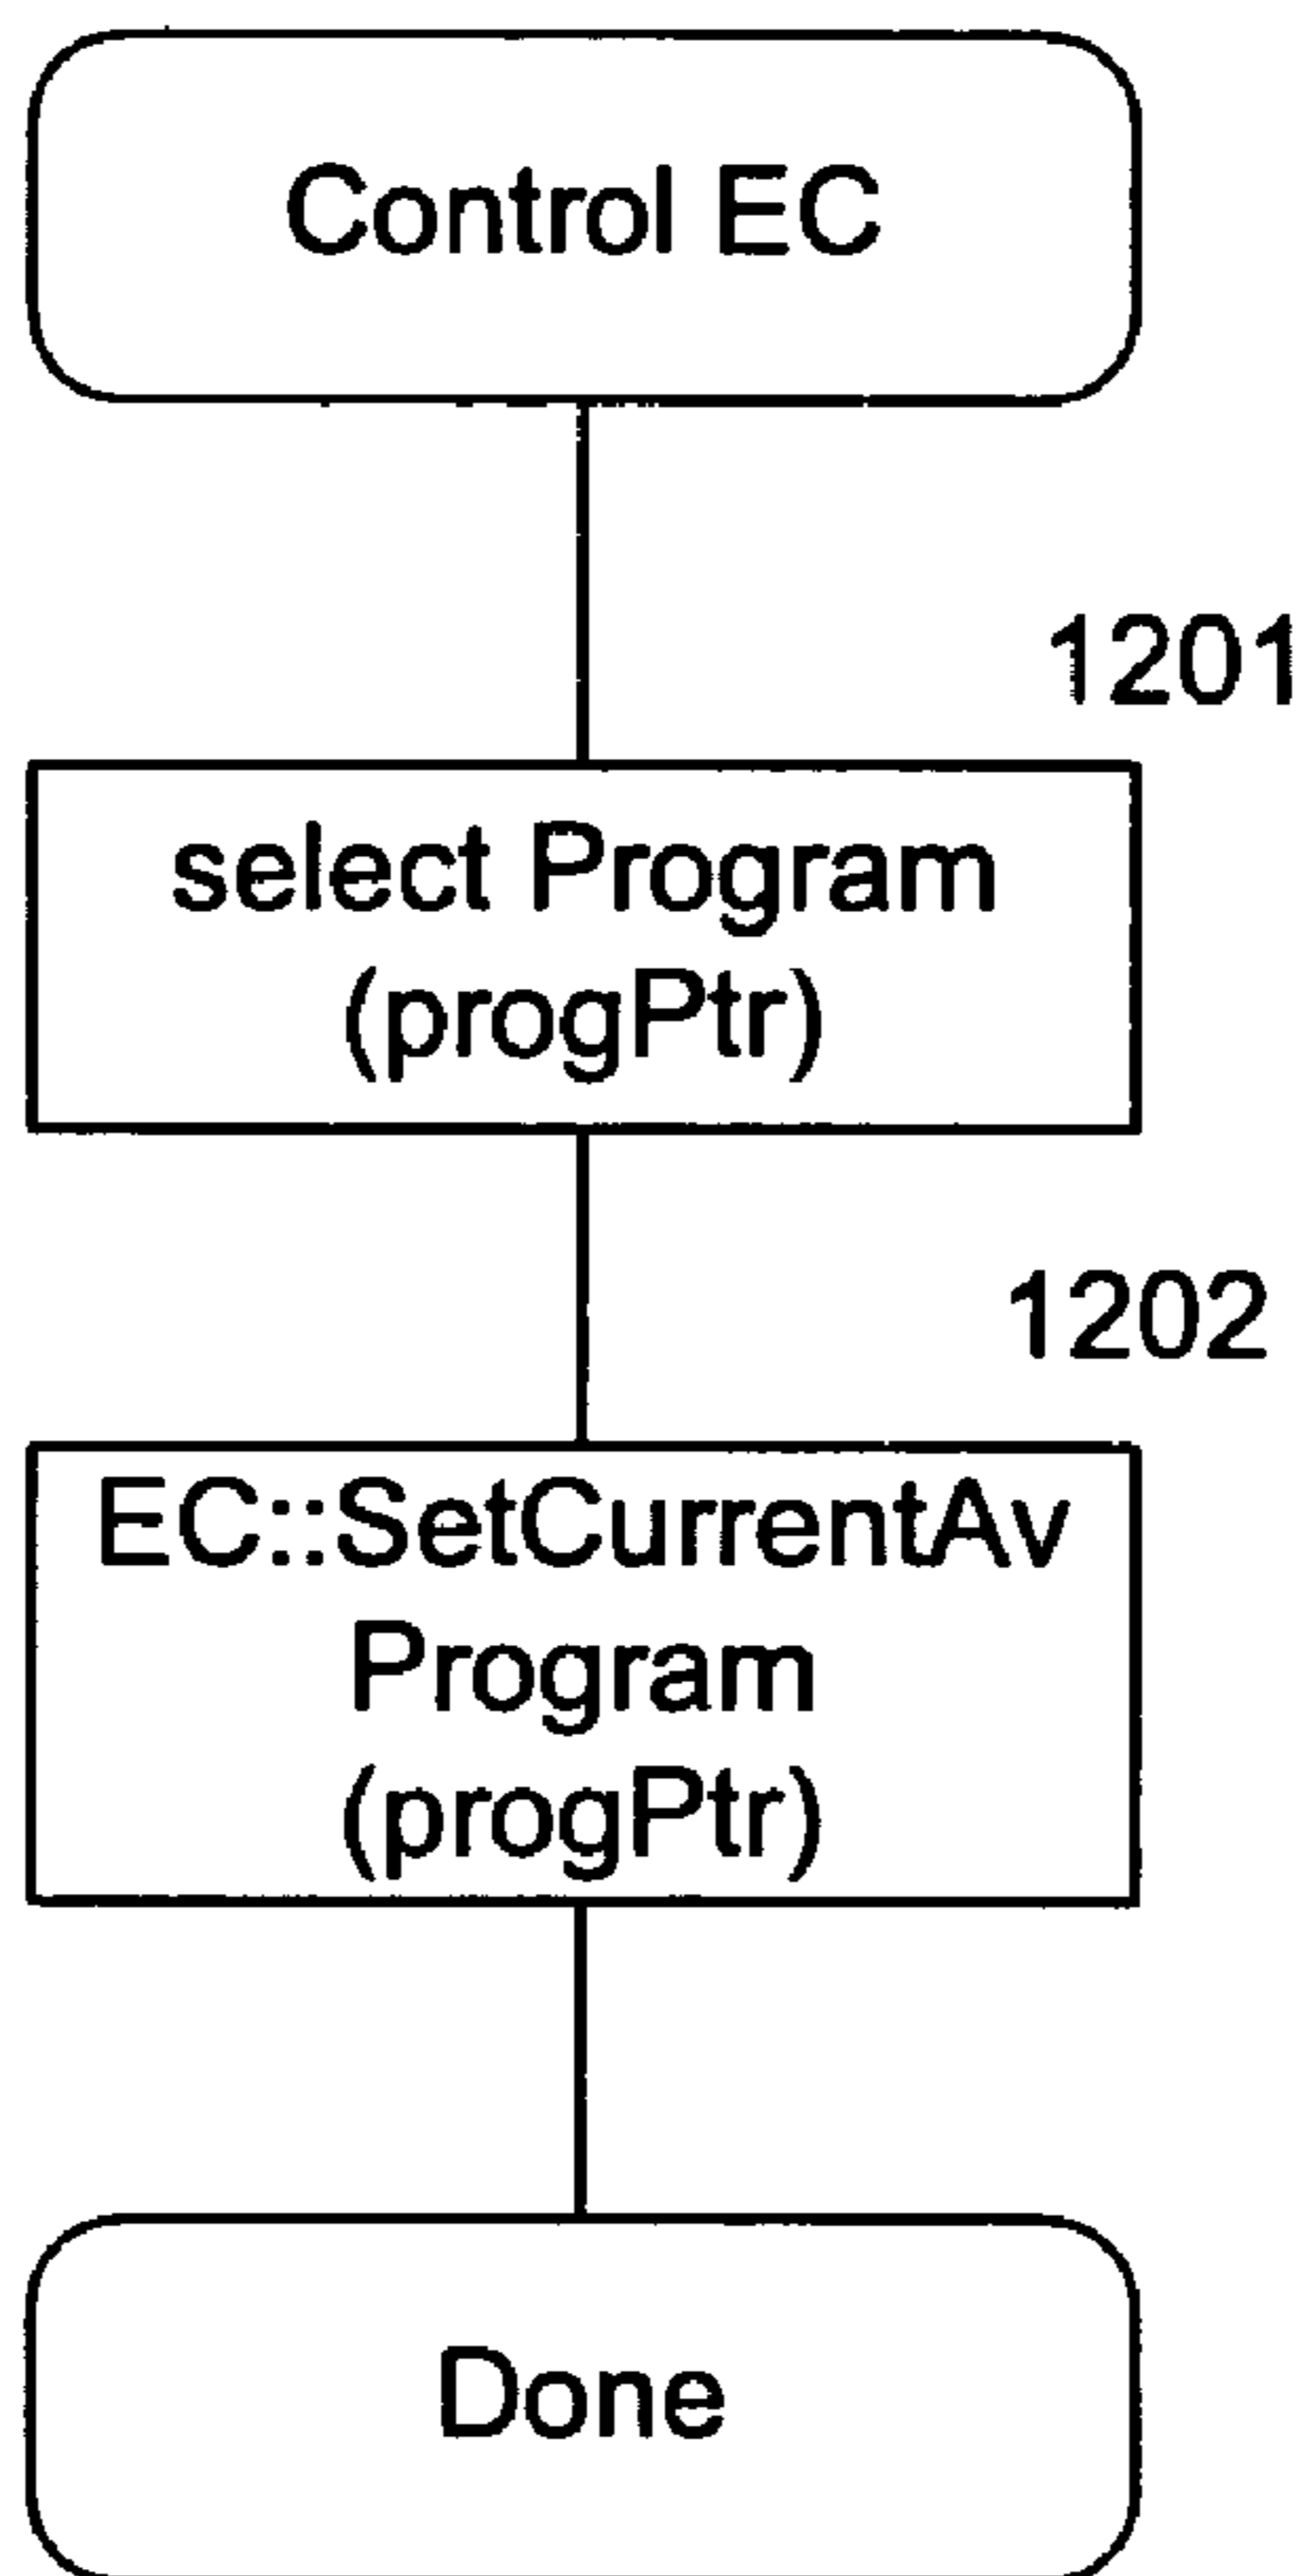 Control EC
1201
select Program
(progPtr)
1202
EC::SetCurrentAv
Program
(progPtr)
Done